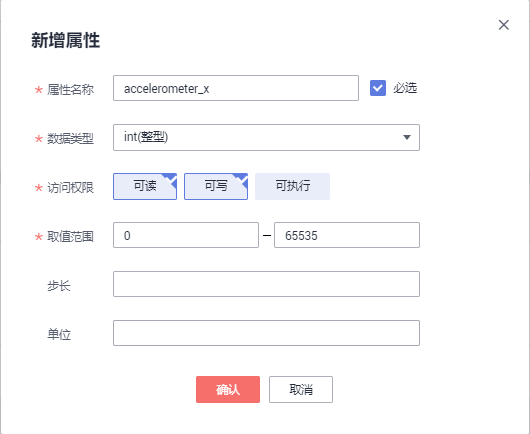 新增属性
* 属性名称 accelerometer_x 必选
* 数据类型 int(整型)
* 访问权限 可读 可写 可执行
* 取值范围 0 – 65535
步长
单位
确认 取消